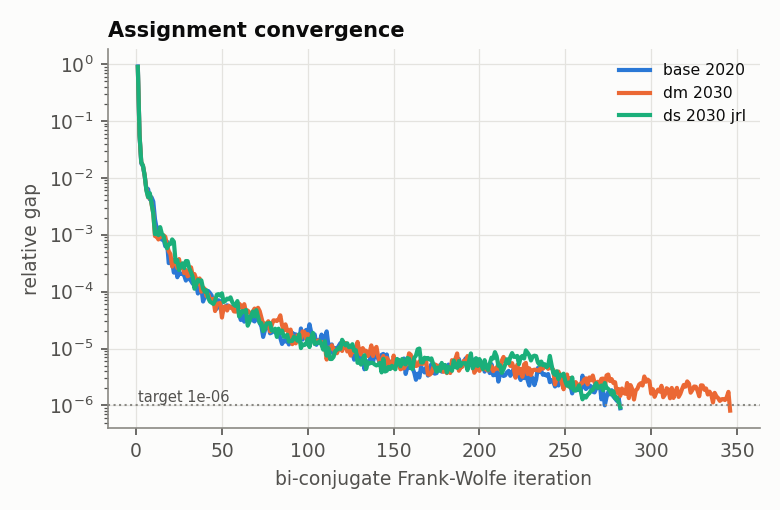 Assignment convergence
base 2020
dm 2030
ds 2030 jrl
10⁰
10⁻¹
10⁻²
10⁻³
10⁻⁴
10⁻⁵
10⁻⁶
relative gap
target 1e-06
0 50 100 150 200 250 300 350
bi-conjugate Frank-Wolfe iteration